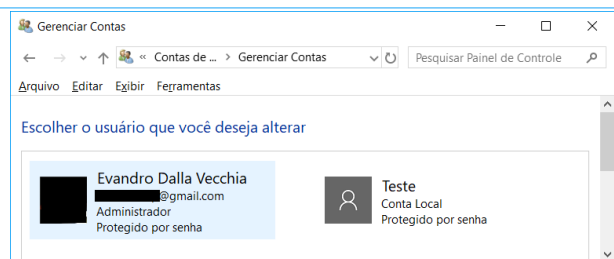 Gerenciar Contas
« Contas de ... > Gerenciar Contas
Pesquisar Painel de Controle
Arquivo Editar Exibir Ferramentas
Escolher o usuário que você deseja alterar
Evandro Dalla Vecchia
@gmail.com
Administrador
Protegido por senha
Teste
Conta Local
Protegido por senha